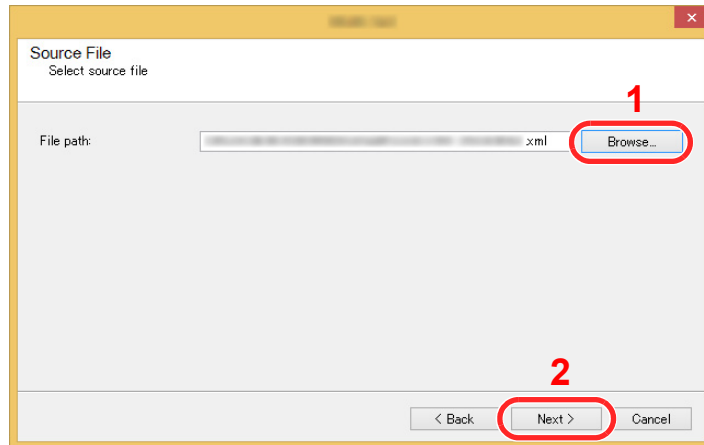 Source File
Select source file
1
File path: .xml Browse...
2
< Back Next > Cancel